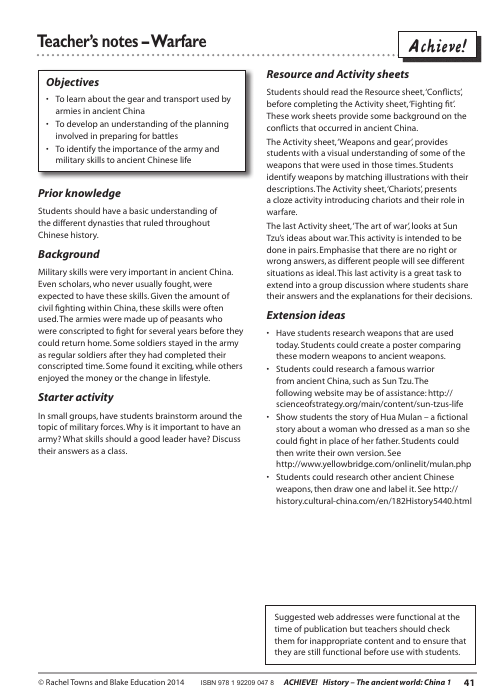 Teacher's notes – Warfare
Achieve!
Objectives
• To learn about the gear and transport used by
armies in ancient China
• To develop an understanding of the planning
involved in preparing for battles
• To identify the importance of the army and
military skills to ancient Chinese life
Prior knowledge
Students should have a basic understanding of
the different dynasties that ruled throughout
Chinese history.
Background
Military skills were very important in ancient China.
Even scholars, who never usually fought, were
expected to have these skills. Given the amount of
civil fighting within China, these skills were often
used. The armies were made up of peasants who
were conscripted to fight for several years before they
could return home. Some soldiers stayed in the army
as regular soldiers after they had completed their
conscripted time. Some found it exciting, while others
enjoyed the money or the change in lifestyle.
Starter activity
In small groups, have students brainstorm around the
topic of military forces. Why is it important to have an
army? What skills should a good leader have? Discuss
their answers as a class.
Resource and Activity sheets
Students should read the Resource sheet, 'Conflicts',
before completing the Activity sheet, 'Fighting fit'.
These work sheets provide some background on the
conflicts that occurred in ancient China.
The Activity sheet, 'Weapons and gear', provides
students with a visual understanding of some of the
weapons that were used in those times. Students
identify weapons by matching illustrations with their
descriptions. The Activity sheet, 'Chariots', presents
a cloze activity introducing chariots and their role in
warfare.
The last Activity sheet, 'The art of war', looks at Sun
Tzu's ideas about war. This activity is intended to be
done in pairs. Emphasise that there are no right or
wrong answers, as different people will see different
situations as ideal. This last activity is a great task to
extend into a group discussion where students share
their answers and the explanations for their decisions.
Extension ideas
• Have students research weapons that are used
today. Students could create a poster comparing
these modern weapons to ancient weapons.
• Students could research a famous warrior
from ancient China, such as Sun Tzu. The
following website may be of assistance: http://
scienceofstrategy.org/main/content/sun-tzus-life
• Show students the story of Hua Mulan – a fictional
story about a woman who dressed as a man so she
could fight in place of her father. Students could
then write their own version. See
http://www.yellowbridge.com/onlinelit/mulan.php
• Students could research other ancient Chinese
weapons, then draw one and label it. See http://
history.cultural-china.com/en/182History5440.html
Suggested web addresses were functional at the
time of publication but teachers should check
them for inappropriate content and to ensure that
they are still functional before use with students.
© Rachel Towns and Blake Education 2014 ISBN 978 1 92209 047 8 ACHIEVE! History – The ancient world: China 1 41